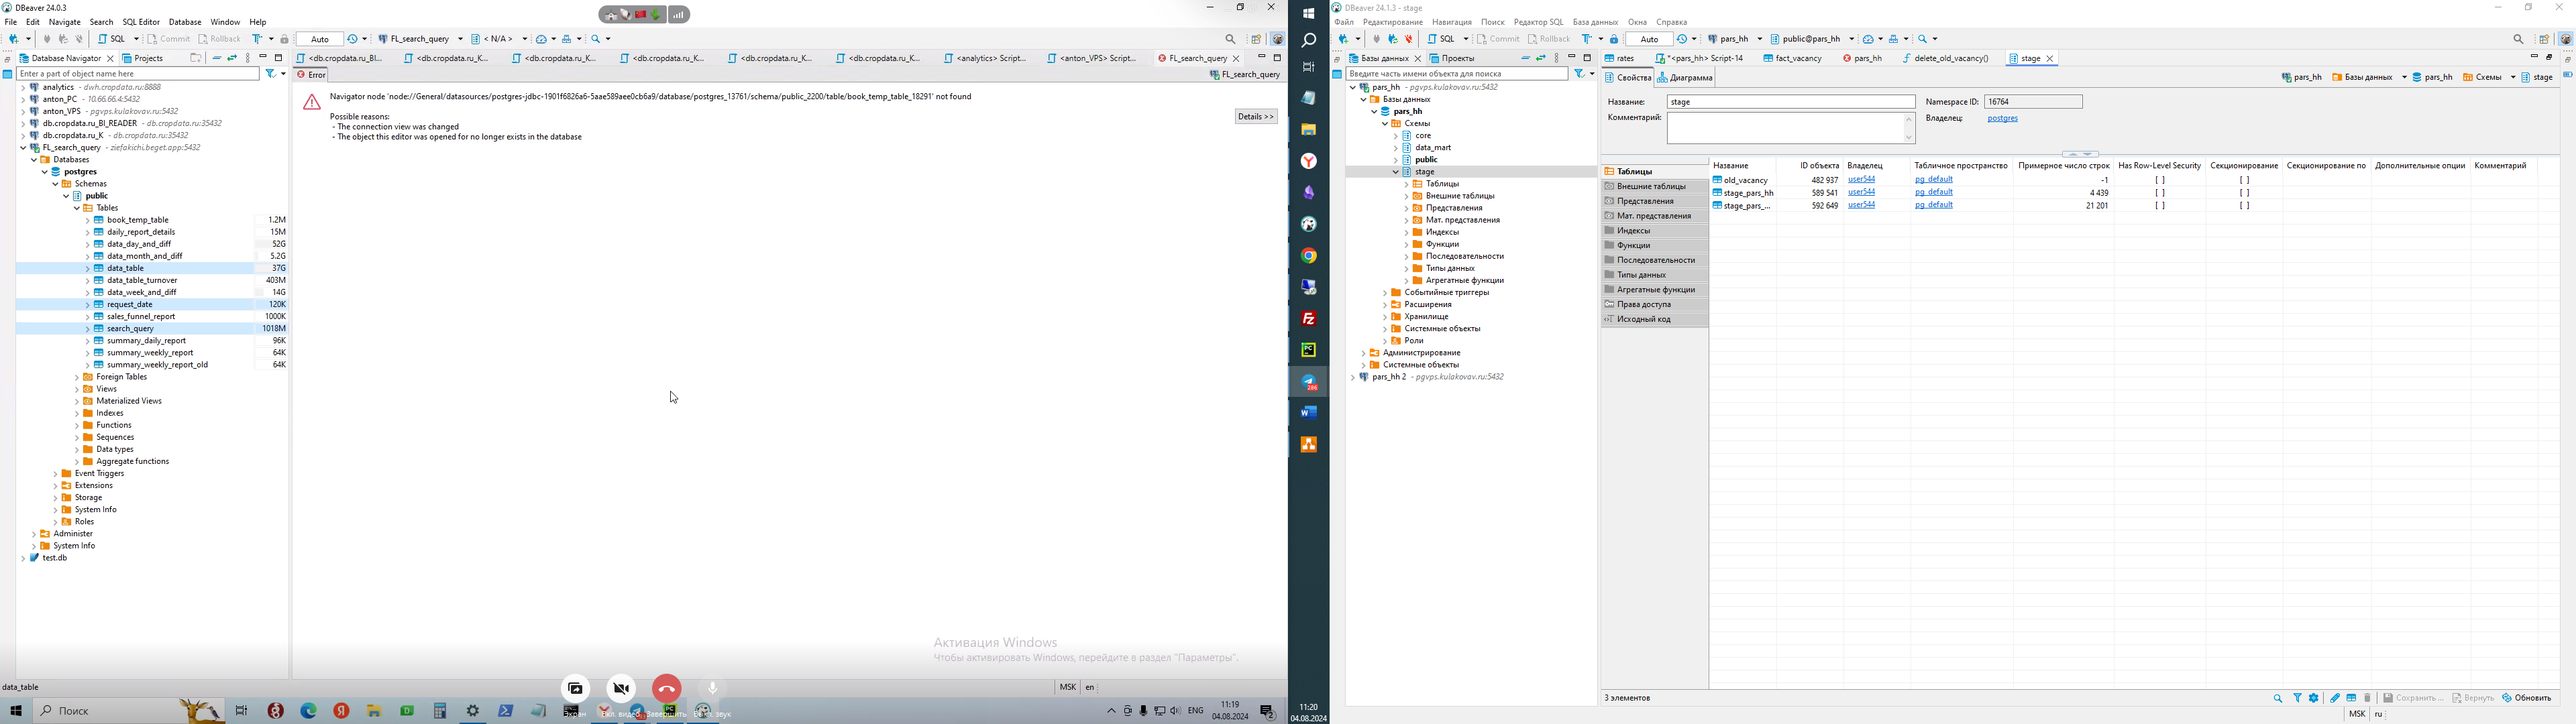 DBeaver 24.0.3
File Edit Navigate Search SQL Editor Database Window Help
SQL Commit Rollback Auto FL_search_query < N/A >
Database Navigator Projects
Enter a part of object name here
analytics - dwh.cropdata.ru:8888
anton_PC - 10.66.66.4:5432
anton_VPS - pgvps.kulakovav.ru:5432
db.cropdata.ru_BI_READER - db.cropdata.ru:35432
db.cropdata.ru_K - db.cropdata.ru:35432
FL_search_query - ziefakichi.beget.app:5432
Databases
postgres
Schemas
public
Tables
book_temp_table 1.2M
daily_report_details 15M
data_day_and_diff 52G
data_month_and_diff 5.2G
data_table 37G
data_table_turnover 403M
data_week_and_diff 14G
request_date 120K
sales_funnel_report 1000K
search_query 1018M
summary_daily_report 96K
summary_weekly_report 64K
summary_weekly_report_old 64K
Foreign Tables
Views
Materialized Views
Indexes
Functions
Sequences
Data types
Aggregate functions
Event Triggers
Extensions
Storage
System Info
Roles
Administer
System Info
test.db
<db.cropdata.ru_BI... <db.cropdata.ru_K... <db.cropdata.ru_K... <db.cropdata.ru_K... <db.cropdata.ru_K... <db.cropdata.ru_K... <analytics> Script... <anton_VPS> Script... FL_search_query
Error FL_search_query
Navigator node 'node://General/datasources/postgres-jdbc-1901f6826a6-5aae589aee0cb6a9/database/postgres_13761/schema/public_2200/table/book_temp_table_18291' not found
Possible reasons:
- The connection view was changed
- The object this editor was opened for no longer exists in the database
Details >>
Активация Windows
Чтобы активировать Windows, перейдите в раздел "Параметры".
data_table MSK en
Экран Вкл. видео Завершить Вкл. звук
Поиск ENG 11:19
04.08.2024 2
286
11:20
04.08.2024
DBeaver 24.1.3 - stage
Файл Редактирование Навигация Поиск Редактор SQL База данных Окна Справка
SQL Commit Rollback Auto pars_hh public@pars_hh
Базы данных Проекты
Введите часть имени объекта для поиска
pars_hh - pgvps.kulakovav.ru:5432
Базы данных
pars_hh
Схемы
core
data_mart
public
stage
Таблицы
Внешние таблицы
Представления
Мат. представления
Индексы
Функции
Последовательности
Типы данных
Агрегатные функции
Событийные триггеры
Расширения
Хранилище
Системные объекты
Роли
Администрирование
Системные объекты
pars_hh 2 - pgvps.kulakovav.ru:5432
rates *<pars_hh> Script-14 fact_vacancy pars_hh delete_old_vacancy() stage
Свойства Диаграмма pars_hh Базы данных pars_hh Схемы stage
Название: stage Namespace ID: 16764
Комментарий: Владелец: postgres
Таблицы
Внешние таблицы
Представления
Мат. представления
Индексы
Функции
Последовательности
Типы данных
Агрегатные функции
Права доступа
Исходный код
Название ID объекта Владелец Табличное пространство Примерное число строк Has Row-Level Security Секционирование Секционирование по Дополнительные опции Комментарий
old_vacancy 482 937 user544 pg_default -1 [ ] [ ]
stage_pars_hh 589 541 user544 pg_default 4 439 [ ] [ ]
stage_pars_... 592 649 user544 pg_default 21 201 [ ] [ ]
3 элементов Сохранить ... Вернуть Обновить
MSK ru